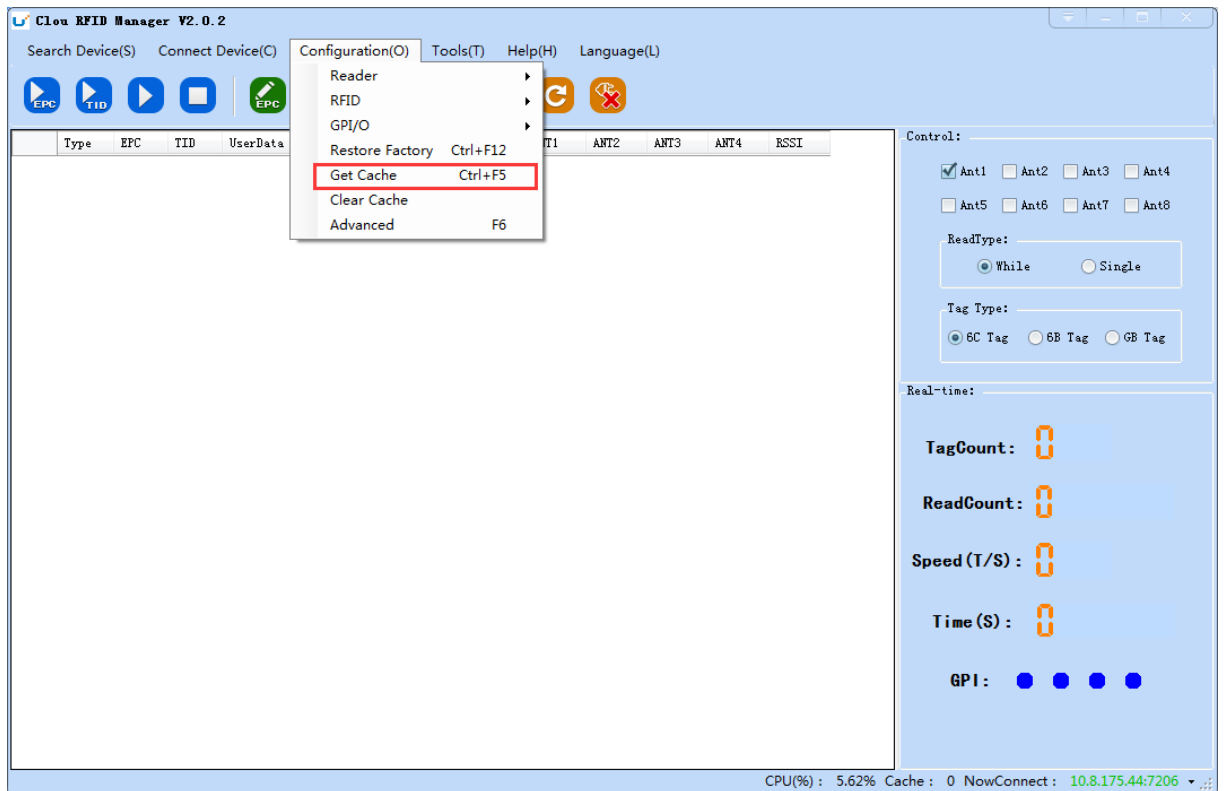 Clou RFID Manager V2.0.2
Search Device(S) Connect Device(C) Configuration(O) Tools(T) Help(H) Language(L)
EPC TID EPC
Reader
RFID
GPI/O
Restore Factory Ctrl+F12
Get Cache Ctrl+F5
Clear Cache
Advanced F6
Type EPC TID UserData ANT2 ANT3 ANT4 RSSI
Control:
Ant1 Ant2 Ant3 Ant4
Ant5 Ant6 Ant7 Ant8
ReadType:
While Single
Tag Type:
6C Tag 6B Tag GB Tag
Real-time:
TagCount: 0
ReadCount: 0
Speed(T/S): 0
Time(S): 0
GPI:
CPU(%) : 5.62% Cache : 0 NowConnect : 10.8.175.44:7206